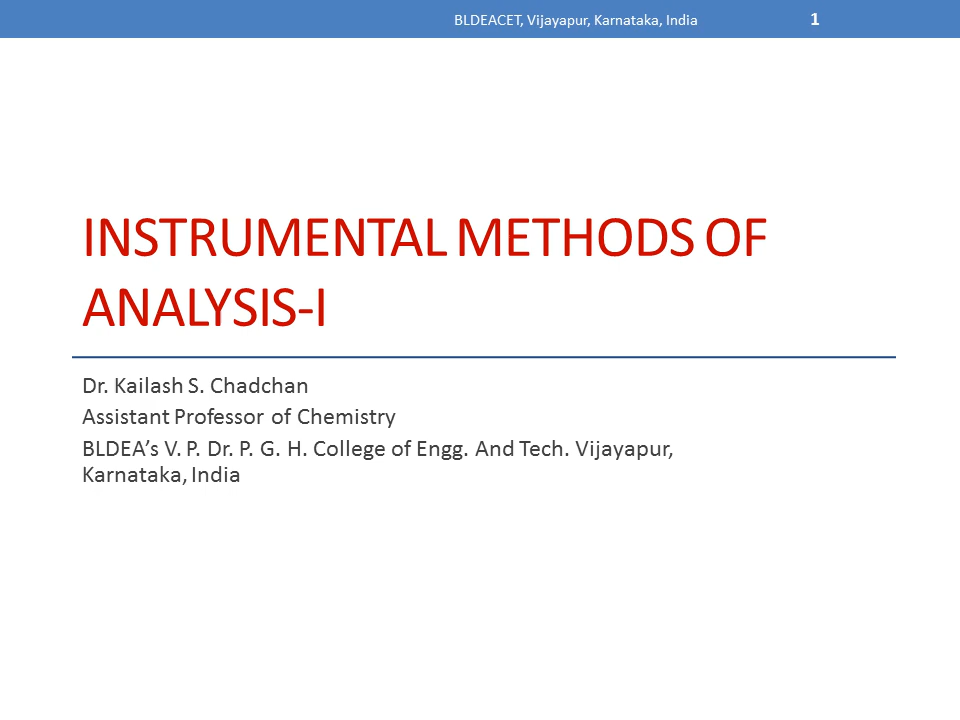 BLDEACET, Vijayapur, Karnataka, India 1
INSTRUMENTAL METHODS OF
ANALYSIS-I
Dr. Kailash S. Chadchan
Assistant Professor of Chemistry
BLDEA’s V. P. Dr. P. G. H. College of Engg. And Tech. Vijayapur,
Karnataka, India